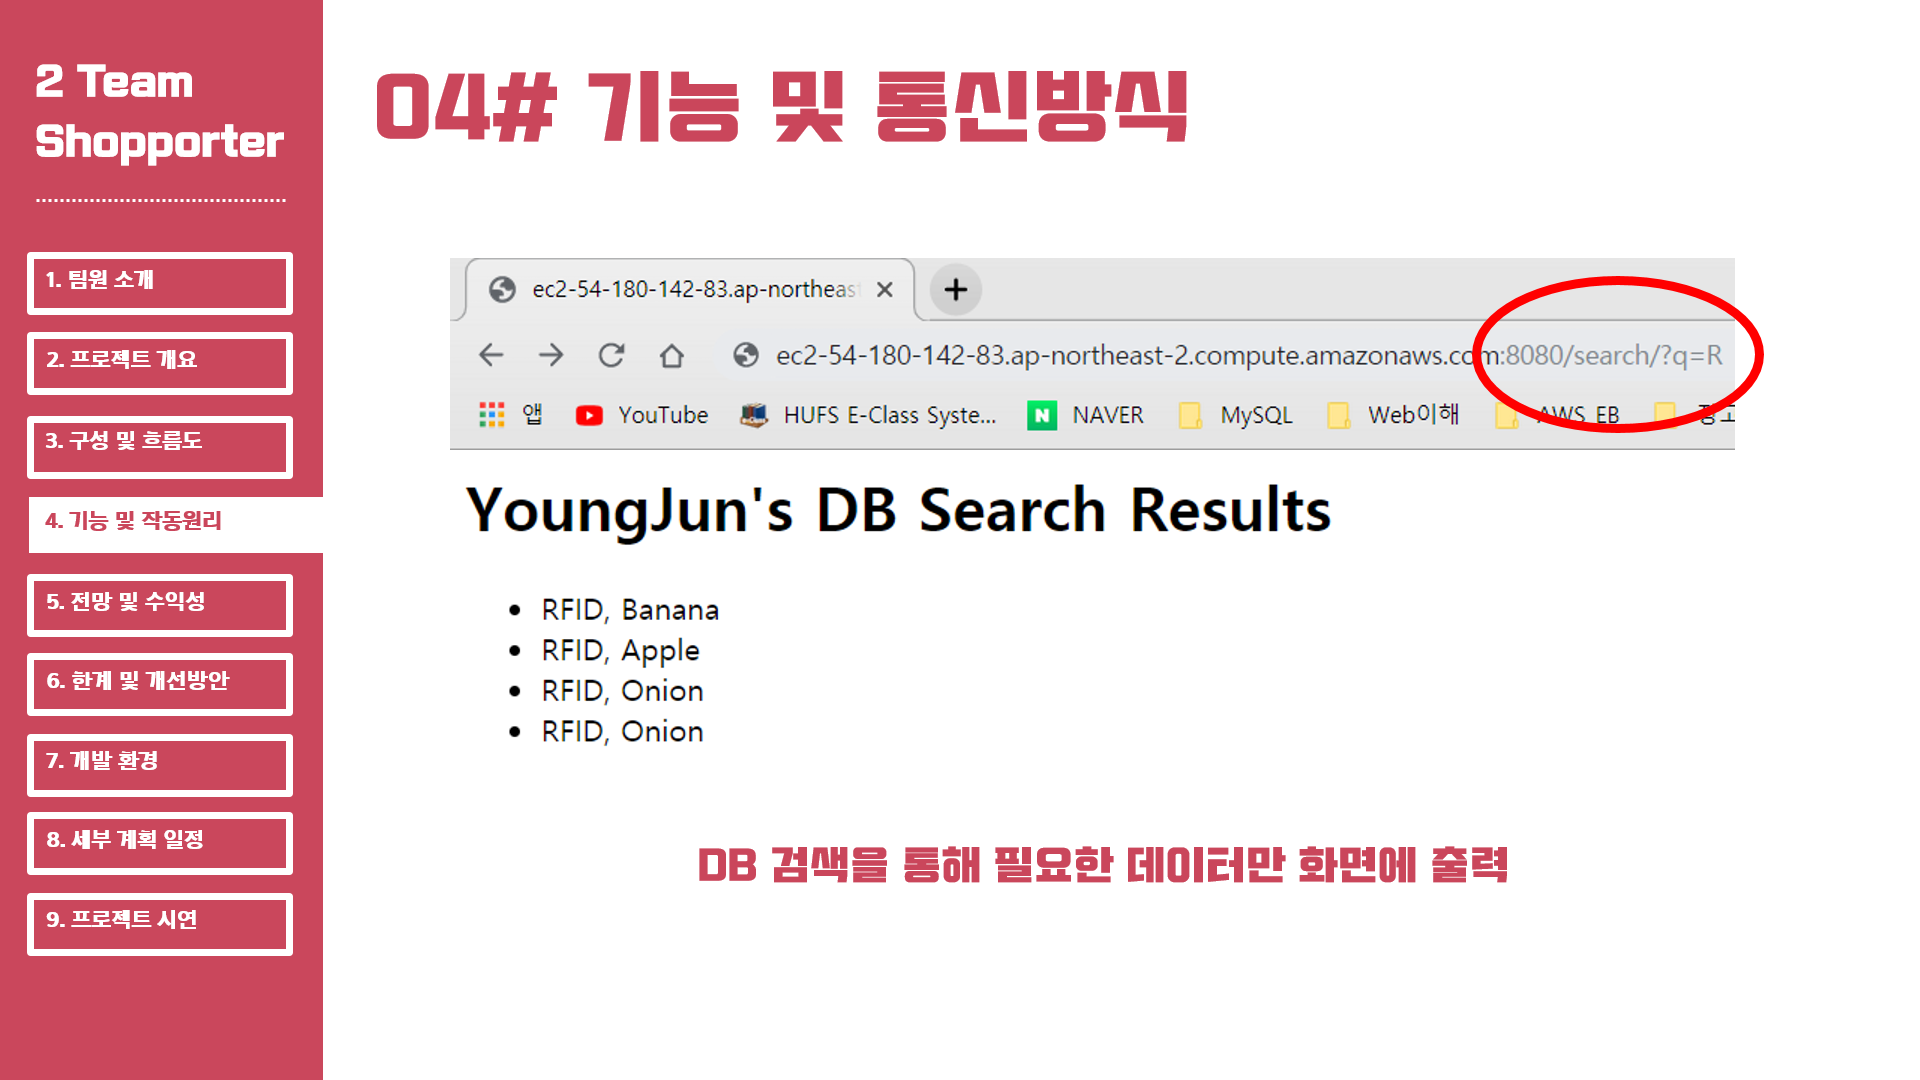 2 Team
Shopporter
1. 팀원 소개
2. 프로젝트 개요
3. 구성 및 흐름도
4. 기능 및 작동원리
5. 전망 및 수익성
6. 한계 및 개선방안
7. 개발 환경
8. 세부 계획 일정
9. 프로젝트 시연
04# 기능 및 통신방식
ec2-54-180-142-83.ap-northeas
ec2-54-180-142-83.ap-northeast-2.compute.amazonaws.com:8080/search/?q=R
앱 YouTube HUFS E-Class Syste... NAVER MySQL Web이해 AWS EB
YoungJun's DB Search Results
• RFID, Banana
• RFID, Apple
• RFID, Onion
• RFID, Onion
DB 검색을 통해 필요한 데이터만 화면에 출력